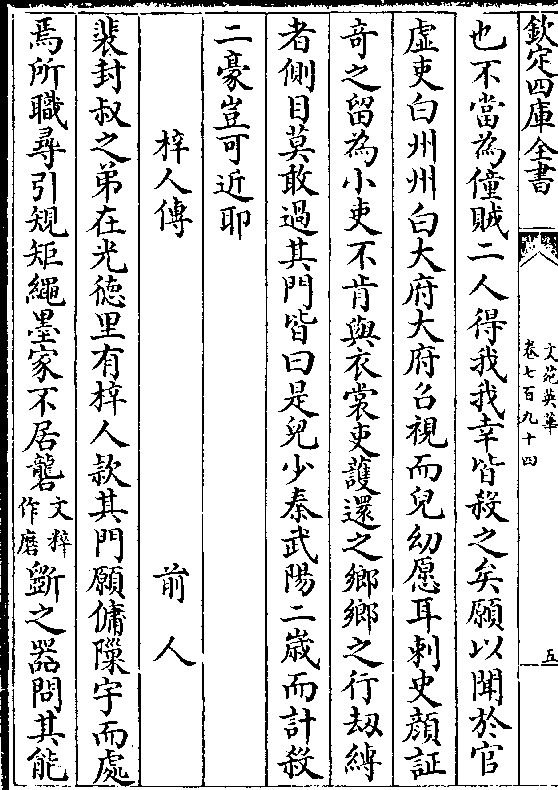 欽定四庫全書
文苑英華
卷七百九十四
五
也不當為僮賊二人得我我幸皆殺之矣願以聞於官
虛吏白州州白大府大府召視而兒幼愿耳刺史顔証
竒之留為小吏不肯與衣裳吏護還之鄉鄉之行刼縛
者側目莫敢過其門皆曰是兒少秦武陽二歲而計殺
二豪豈可近耶
梓人傳 前人
裴封叔之弟在光德里有梓人款其門願傭隟宇而處
焉所職尋引規矩繩墨家不居礱文粹作磨斵之器問其能